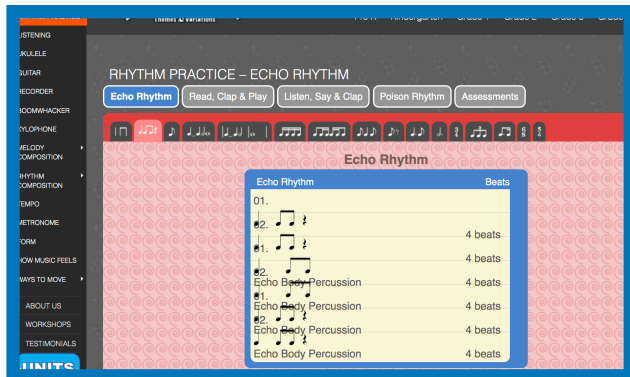 Themes & Variations
Kindergarten
Grade 1
LISTENING
UKULELE
GUITAR
RECORDER
BOOMWHACKER
XYLOPHONE
MELODY
COMPOSITION
RHYTHM
COMPOSITION
TEMPO
METRONOME
FORM
HOW MUSIC FEELS
WAYS TO MOVE
ABOUT US
WORKSHOPS
TESTIMONIALS
UNITS
RHYTHM PRACTICE – ECHO RHYTHM
Echo Rhythm
Read, Clap & Play
Listen, Say & Clap
Poison Rhythm
Assessments
Echo Rhythm
Echo Rhythm Beats
01.
02.
4 beats
01.
4 beats
02.
Echo Body Percussion 4 beats
01.
Echo Body Percussion 4 beats
02.
Echo Body Percussion 4 beats
Echo Body Percussion 4 beats